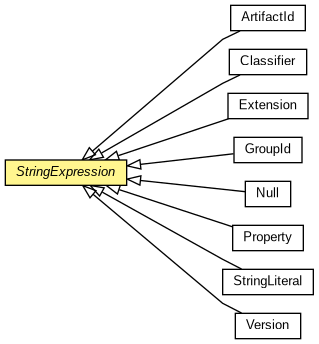 ArtifactId
Classifier
Extension
GroupId
StringExpression
Null
Property
StringLiteral
Version